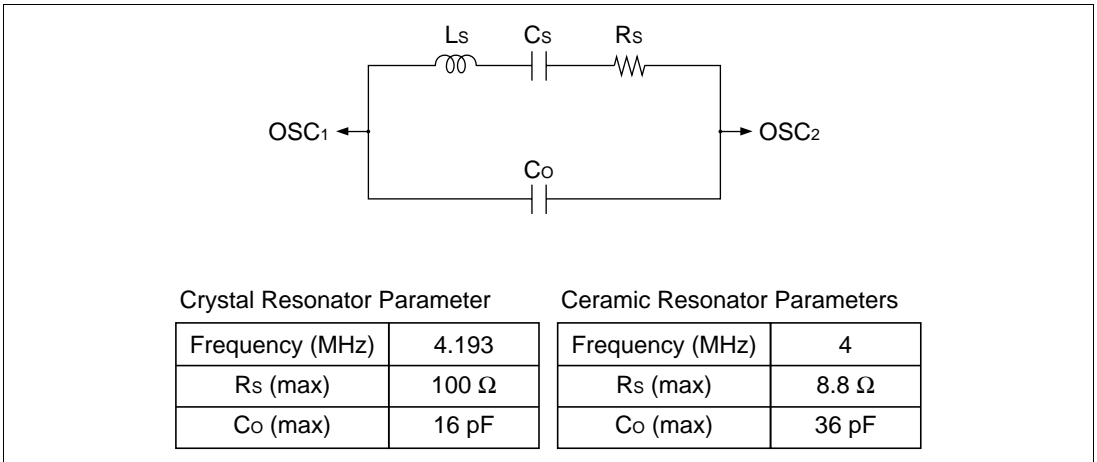 LS CS RS
OSC1 OSC2
CO
Crystal Resonator Parameter Ceramic Resonator Parameters
Frequency (MHz) 4.193 Frequency (MHz) 4
RS (max) 100 Ω RS (max) 8.8 Ω
CO (max) 16 pF CO (max) 36 pF